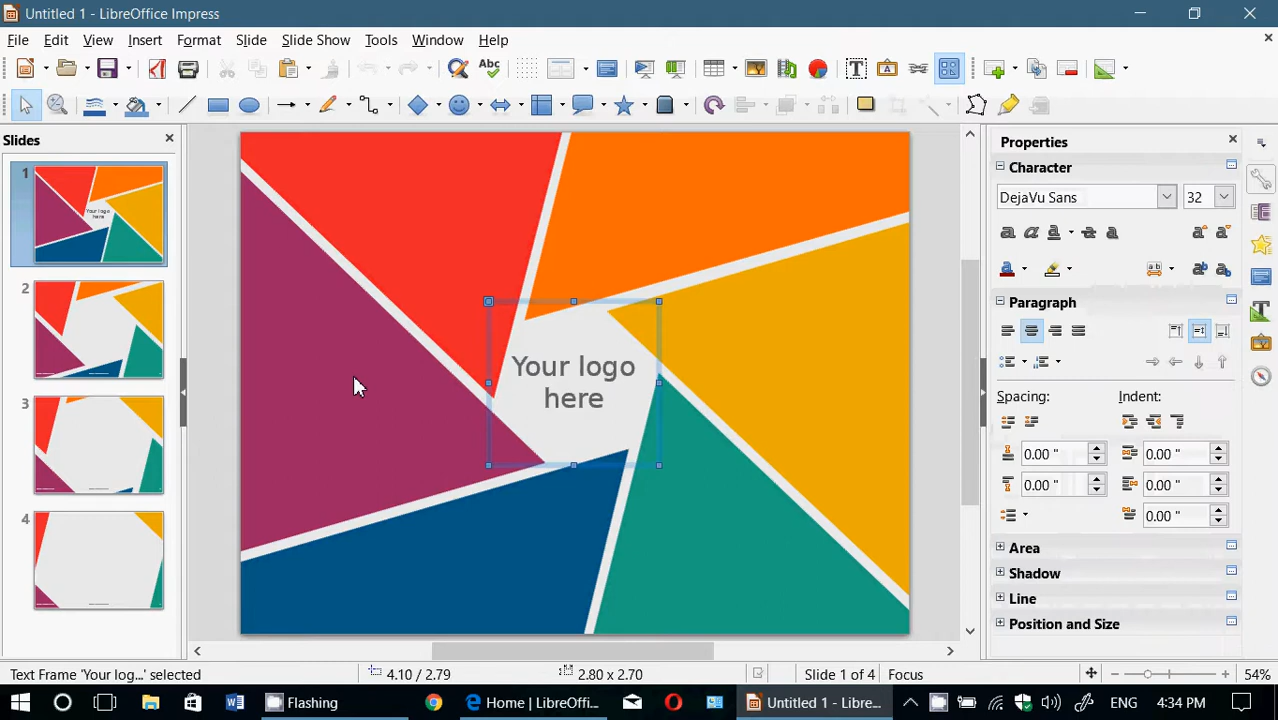 Untitled 1 - LibreOffice Impress
File Edit View Insert Format Slide Slide Show Tools Window Help
Abc
Slides
Properties
1
Your logo
here
2
3
4
Your logo
here
Character
DejaVu Sans 32
Paragraph
Spacing: Indent:
0.00 " 0.00 "
0.00 " 0.00 "
0.00 "
Area
Shadow
Line
Position and Size
Text Frame 'Your log...' selected 4.10 / 2.79 2.80 x 2.70 Slide 1 of 4 Focus 54%
Flashing Home | LibreOffi... Untitled 1 - Libre... ENG 4:34 PM